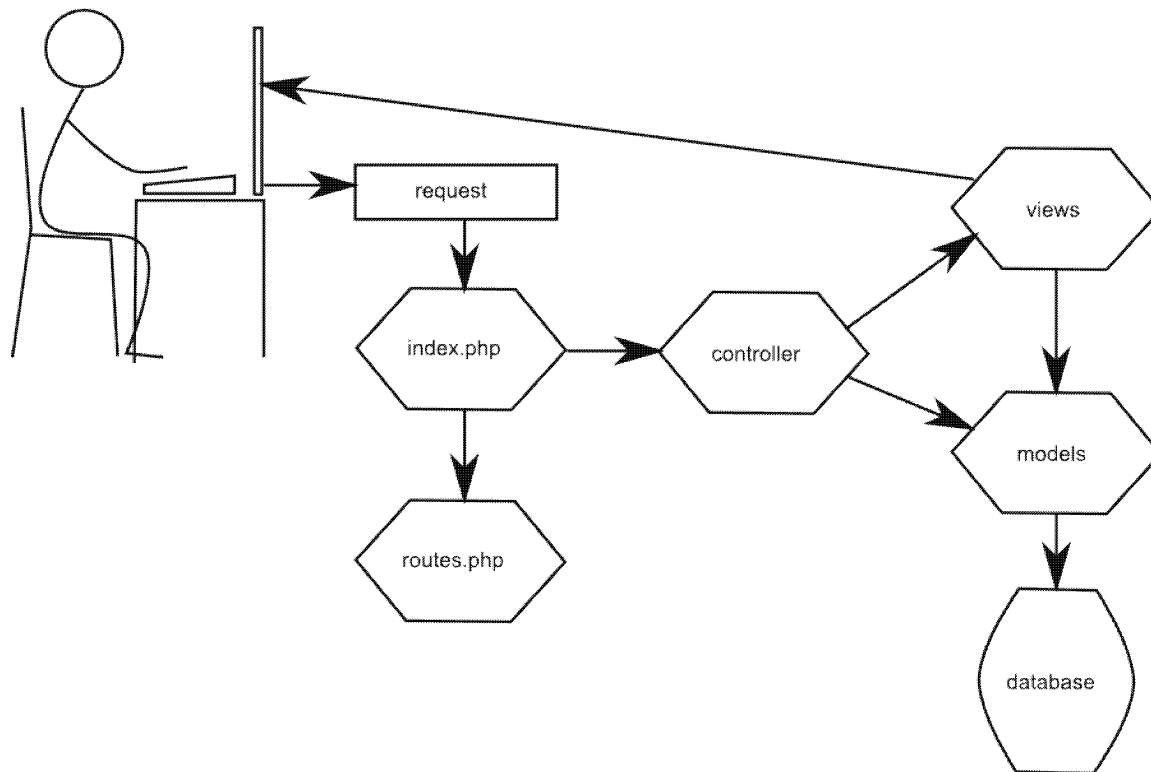 request
views
index.php
controller
models
routes.php
database